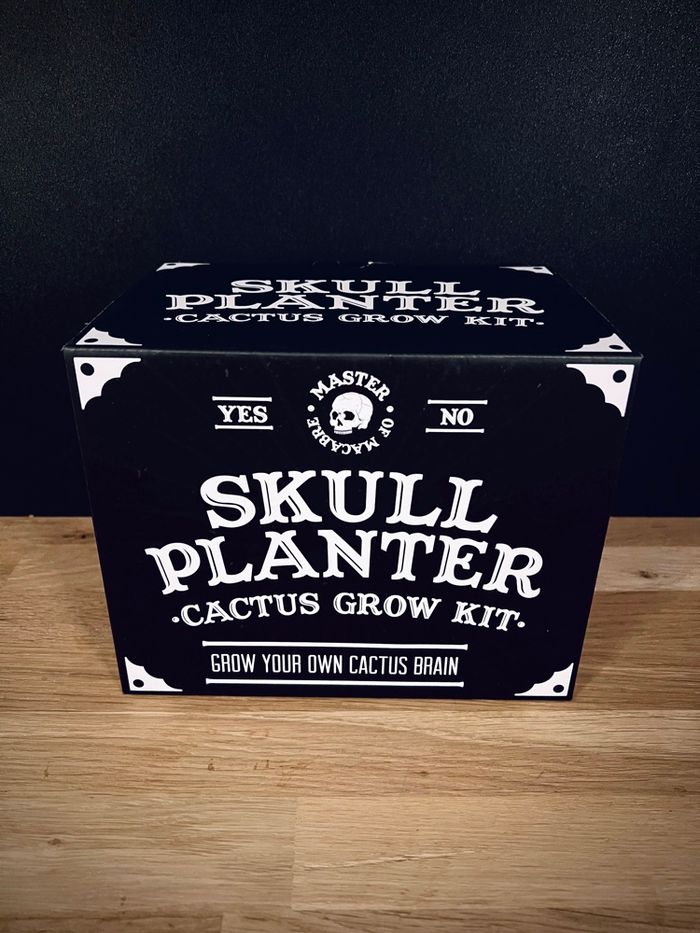 SKULL
PLANTER
·CACTUS GROW KIT·
YES
MASTER OF MACABRE
NO
SKULL
PLANTER
·CACTUS GROW KIT·
GROW YOUR OWN CACTUS BRAIN